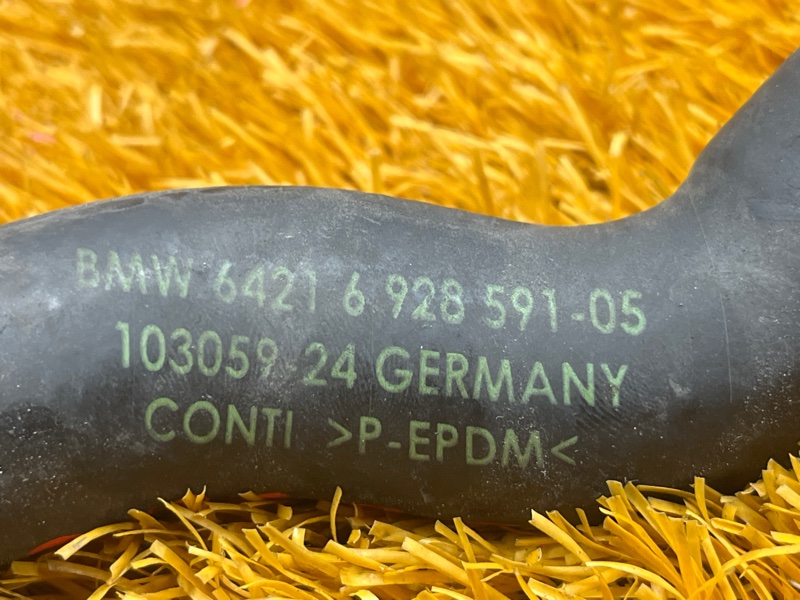 BMW 6421 6 928 591-05
103059 24 GERMANY
CONTI >P-EPDM<